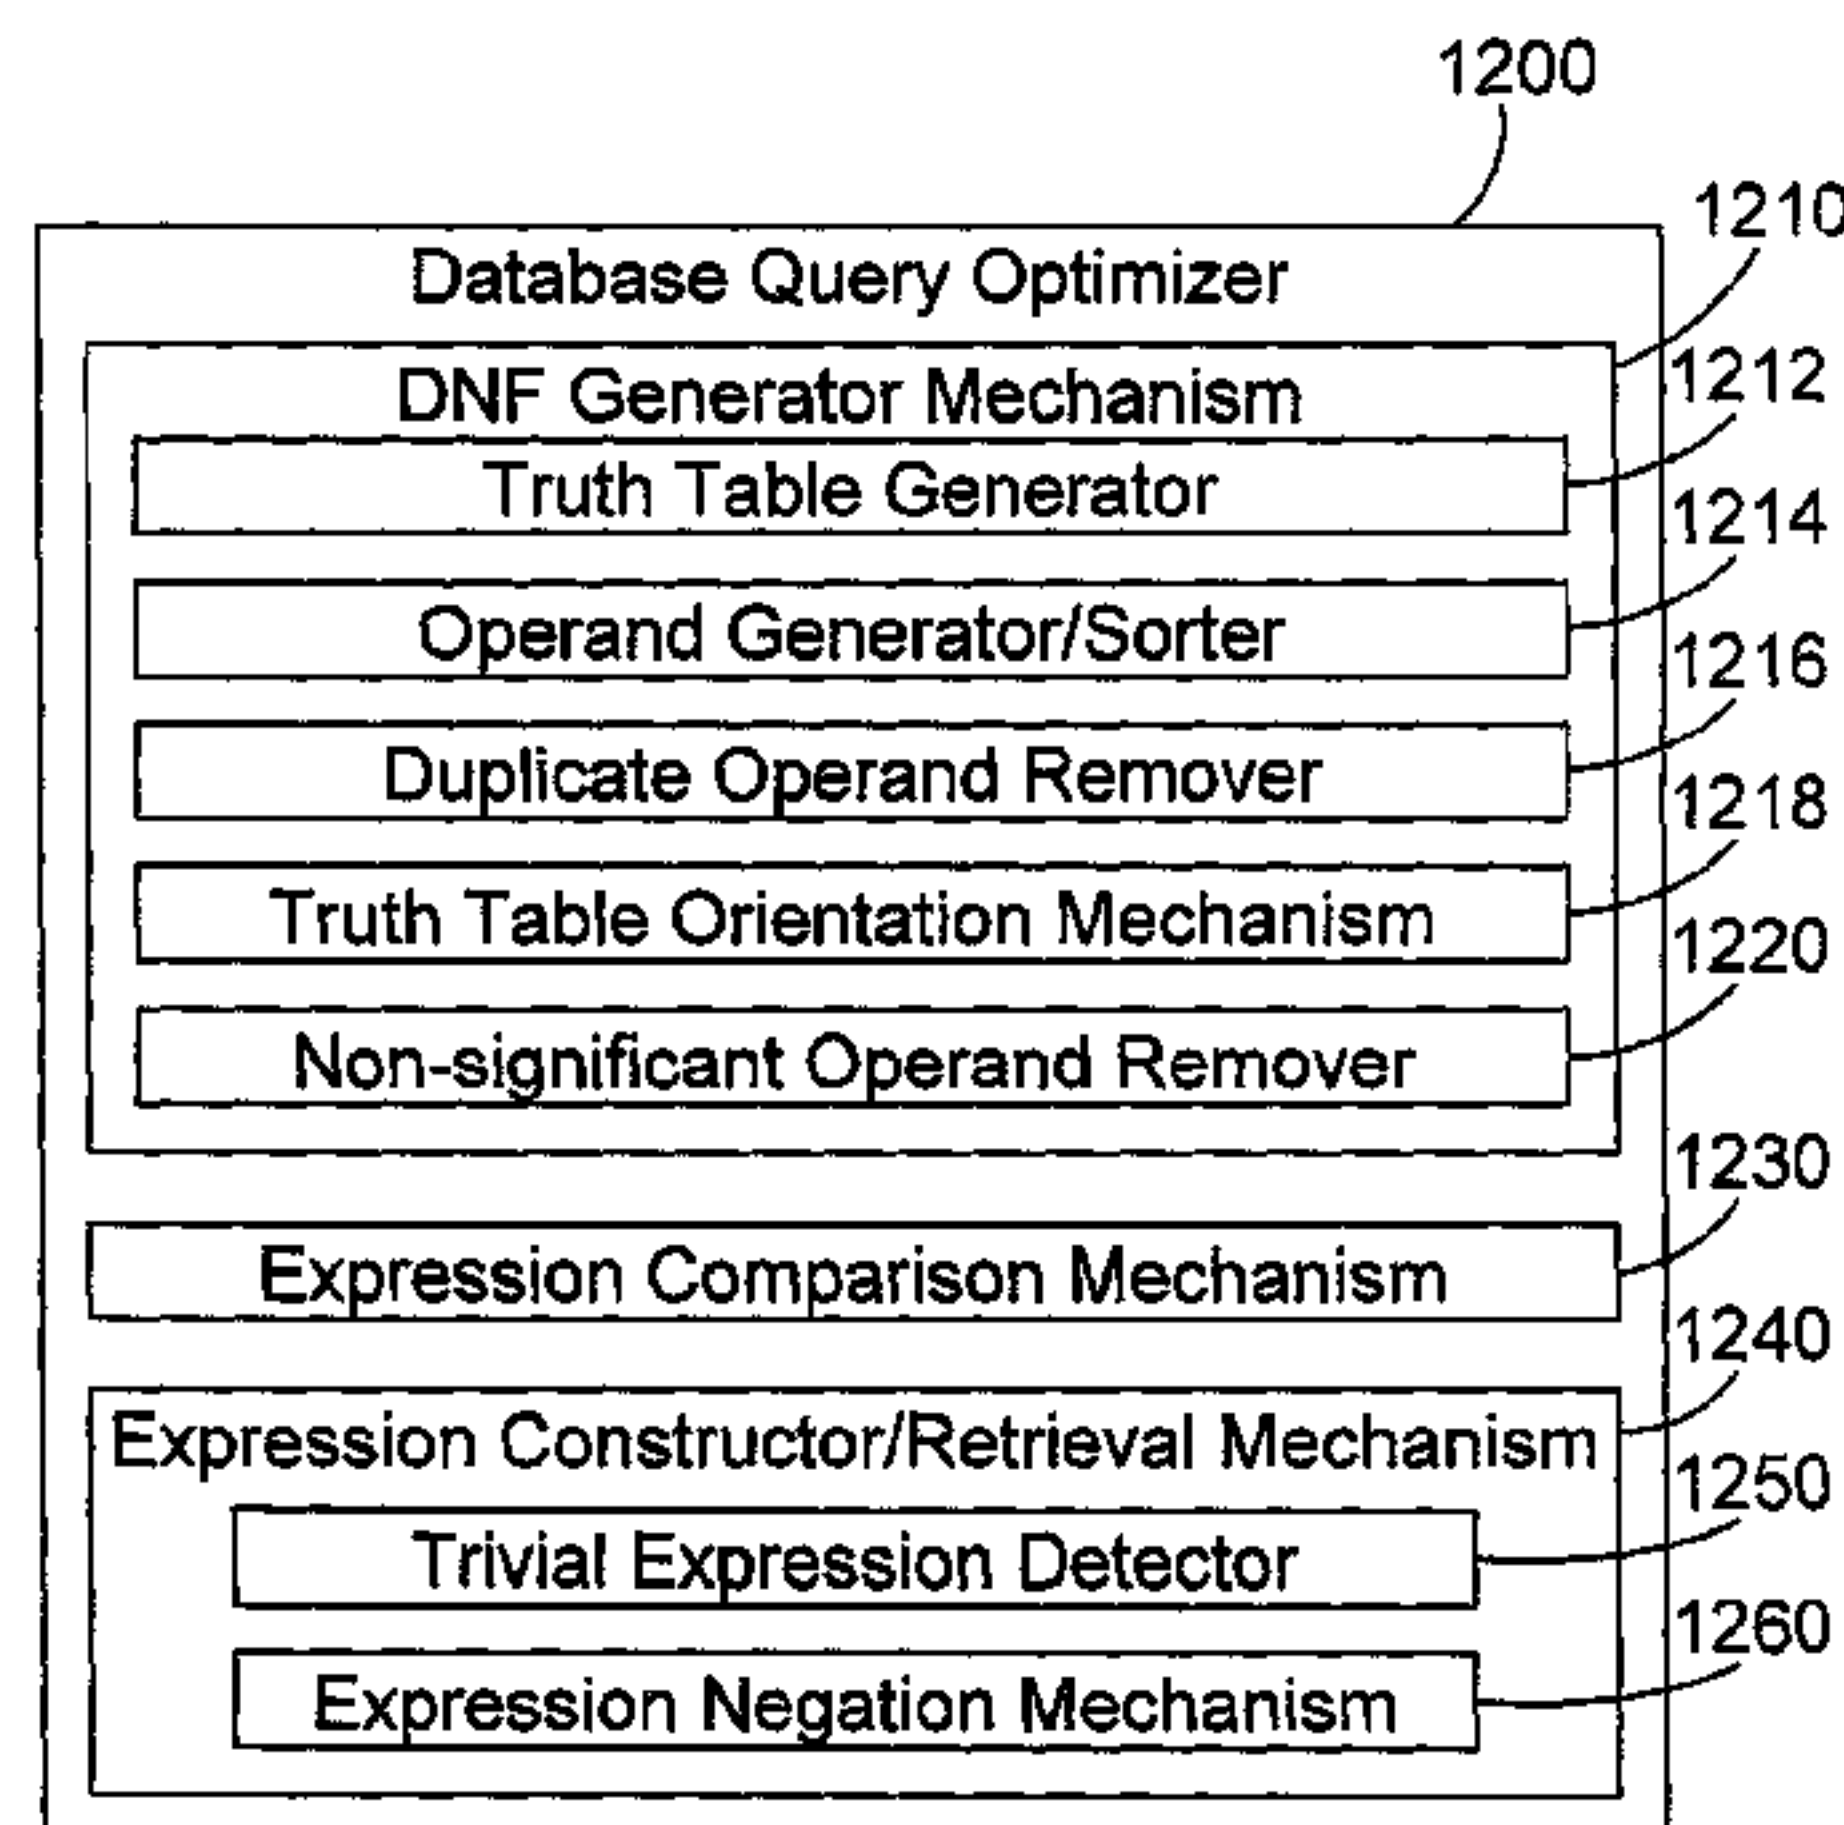 1200
1210
Database Query Optimizer
DNF Generator Mechanism
1212
Truth Table Generator
1214
Operand Generator/Sorter
1216
Duplicate Operand Remover
1218
Truth Table Orientation Mechanism
1220
Non-significant Operand Remover
1230
Expression Comparison Mechanism
1240
Expression Constructor/Retrieval Mechanism
1250
Trivial Expression Detector
1260
Expression Negation Mechanism